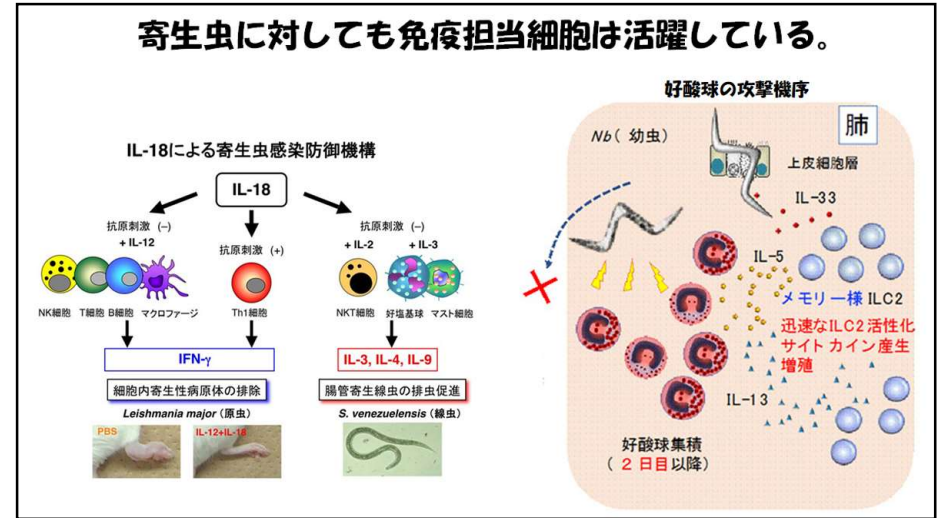 寄生虫に対しても免疫担当細胞は活躍している。
IL-18による寄生虫感染防御機構
IL-18
抗原刺激 (−)
+ IL-12
抗原刺激 (+)
抗原刺激 (−)
+ IL-2
+ IL-3
NK細胞
T細胞
B細胞
マクロファージ
Th1細胞
NKT細胞
好塩基球
マスト細胞
IFN-γ
IL-3, IL-4, IL-9
細胞内寄生性病原体の排除
腸管寄生線虫の排虫促進
Leishmania major (原虫)
S. venezuelensis (線虫)
PBS
IL-12+IL-18
好酸球の攻撃機序
肺
Nb( 幼虫)
上皮細胞層
IL-33
IL-5
メモリー様 ILC2
迅速なILC2 活性化
サイトカイン産生
増殖
IL-13
好酸球集積
( 2 日目以降)